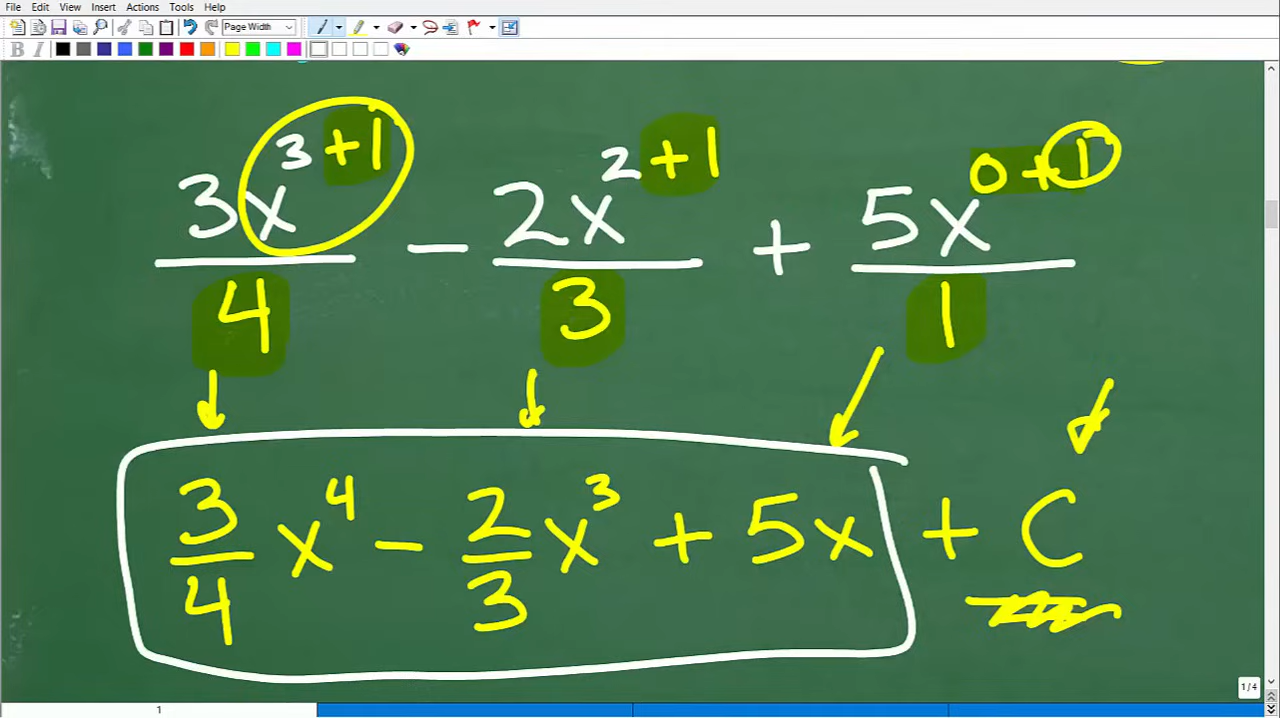 File Edit View Insert Actions Tools Help
Page Width
B I
3x^(3+1)/4 − 2x^(2+1)/3 + 5x^(0+1)/1
3/4 x^4 − 2/3 x^3 + 5x + C
1/4
1